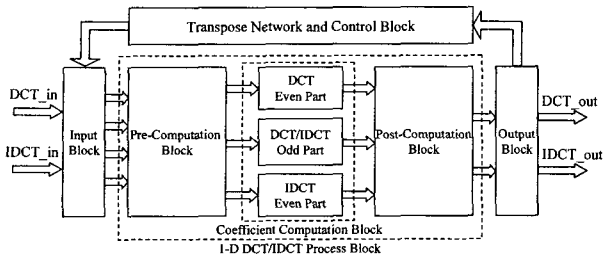 Transpose Network and Control Block
DCT_in
IDCT_in
Input
Block
Pre-Computation
Block
DCT
Even Part
DCT/IDCT
Odd Part
IDCT
Even Part
Post-Computation
Block
Output
Block
DCT_out
IDCT_out
Coefficient Computation Block
1-D DCT/IDCT Process Block